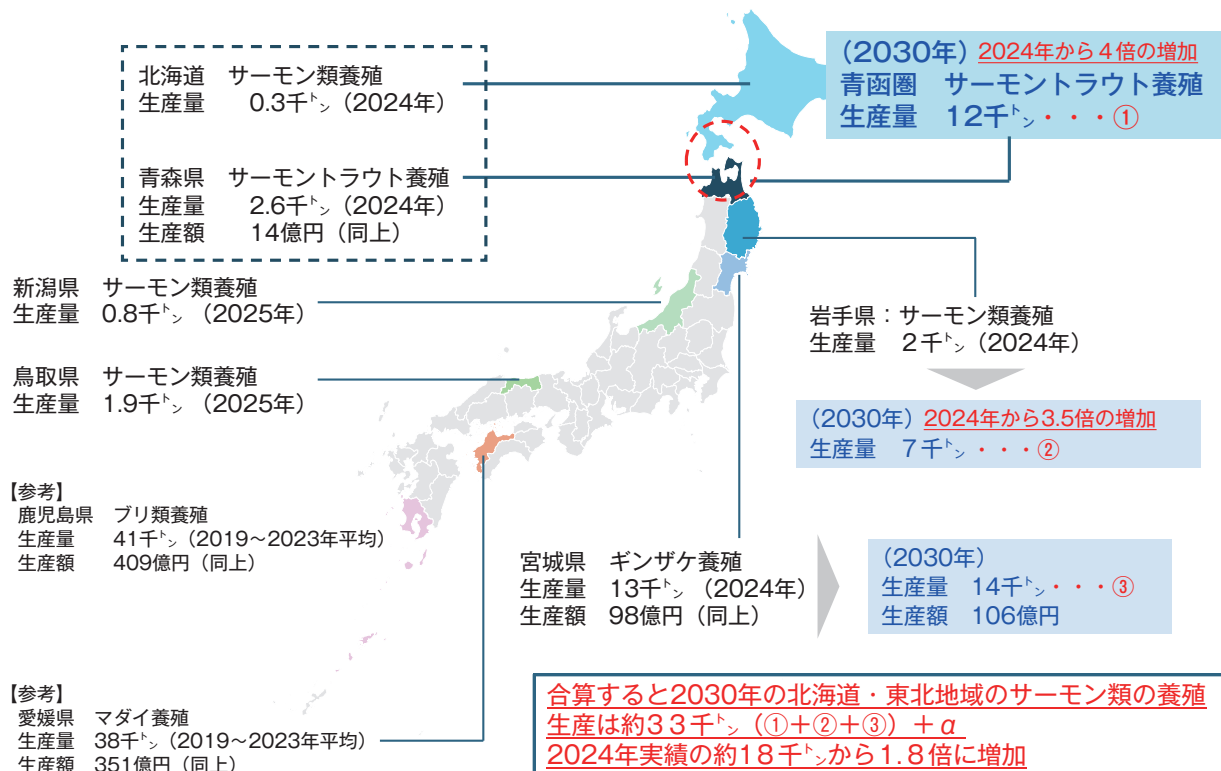 北海道　サーモン類養殖
生産量　　0.3千㌧（2024年）
青森県　サーモントラウト養殖
生産量　　2.6千㌧（2024年）
生産額　　14億円（同上）
（2030年）2024年から４倍の増加
青函圏　サーモントラウト養殖
生産量　12千㌧・・・①
新潟県　サーモン類養殖
生産量　0.8千㌧（2025年）
鳥取県　サーモン類養殖
生産量　1.9千㌧（2025年）
岩手県：サーモン類養殖
生産量　２千㌧（2024年）
（2030年）2024年から3.5倍の増加
生産量　７千㌧・・・②
【参考】
鹿児島県　ブリ類養殖
生産量　　41千㌧（2019～2023年平均）
生産額　　409億円（同上）
宮城県　ギンザケ養殖
生産量　13千㌧（2024年）
生産額　98億円（同上）
（2030年）
生産量　14千㌧・・・③
生産額　106億円
【参考】
愛媛県　マダイ養殖
生産量　38千㌧（2019～2023年平均）
生産額　351億円（同上）
合算すると2030年の北海道・東北地域のサーモン類の養殖
生産は約３３千㌧（①＋②＋③）＋α
2024年実績の約18千㌧から1.8倍に増加